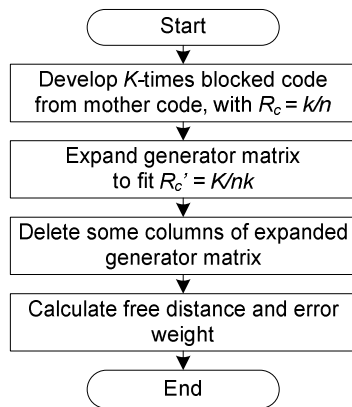 Start
Develop K-times blocked code
from mother code, with Rc = k/n
Expand generator matrix
to fit Rc' = K/nk
Delete some columns of expanded
generator matrix
Calculate free distance and error
weight
End